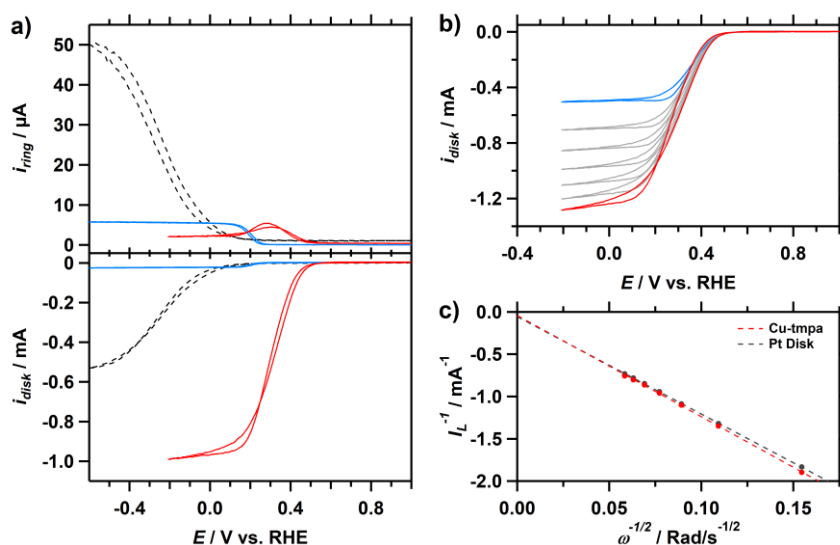 a)
50
40
30
20
10
0
i_ring / µA
0
-0.2
-0.4
-0.6
-0.8
-1.0
i_disk / mA
-0.4 0.0 0.4 0.8
E / V vs. RHE
b)
0.0
-0.4
-0.8
-1.2
i_disk / mA
-0.4 0.0 0.4 0.8
E / V vs. RHE
c)
0.0
-0.5
-1.0
-1.5
-2.0
I_L^-1 / mA^-1
Cu-tmpa
Pt Disk
0.00 0.05 0.10 0.15
ω^-1/2 / Rad/s^-1/2